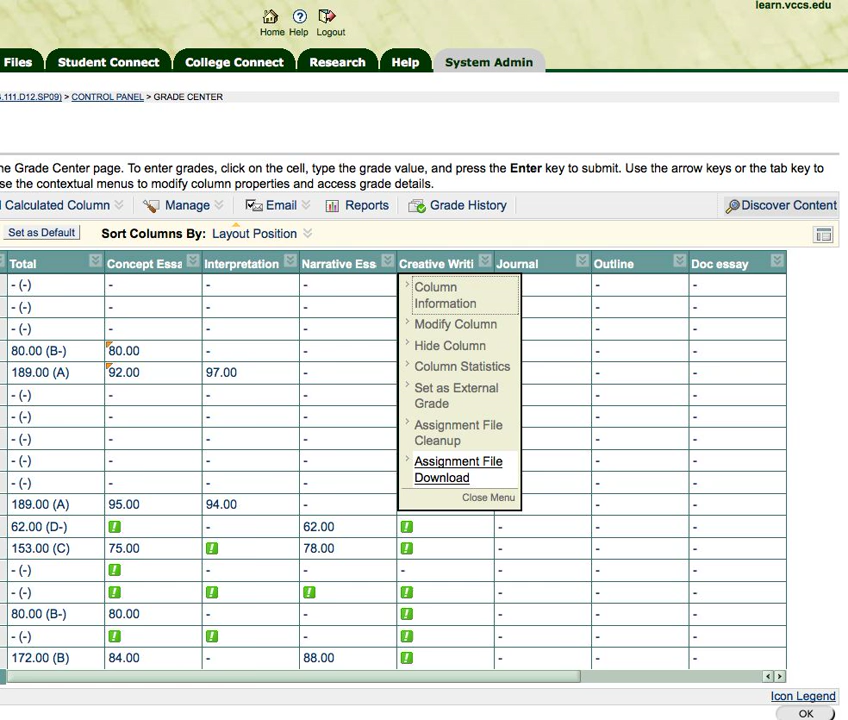 learn.vccs.edu
Home Help Logout
Files Student Connect College Connect Research Help System Admin
.111.D12.SP09) > CONTROL PANEL > GRADE CENTER
he Grade Center page. To enter grades, click on the cell, type the grade value, and press the Enter key to submit. Use the arrow keys or the tab key to
se the contextual menus to modify column properties and access grade details.
Calculated Column Manage Email Reports Grade History Discover Content
Set as Default Sort Columns By: Layout Position
Total Concept Essa Interpretation Narrative Ess Creative Writi Journal Outline Doc essay
- (-) - - - - - -
- (-) - - - - - -
- (-) - - - - - -
80.00 (B-) 80.00 - - - - -
189.00 (A) 92.00 97.00 - - - -
- (-) - - - - - -
- (-) - - - - - -
- (-) - - - - - -
- (-) - - - - - -
- (-) - - - - - -
189.00 (A) 95.00 94.00 - - - -
62.00 (D-) ! - 62.00 ! - - -
153.00 (C) 75.00 ! 78.00 ! - - -
- (-) ! - - - - - -
- (-) ! ! ! ! - - -
80.00 (B-) 80.00 - - ! - - -
- (-) ! ! - ! - - -
172.00 (B) 84.00 - 88.00 ! - - -
Column
Information
Modify Column
Hide Column
Column Statistics
Set as External
Grade
Assignment File
Cleanup
Assignment File
Download
Close Menu
Icon Legend
OK